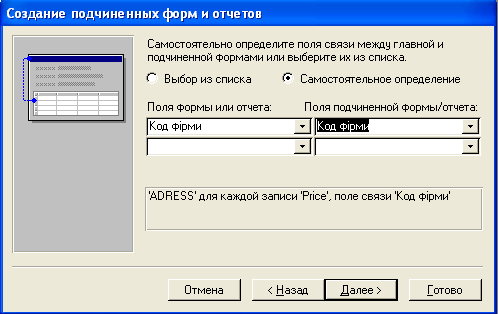 Создание подчиненных форм и отчетов
Самостоятельно определите поля связи между главной и
подчиненной формами или выберите их из списка.
Выбор из списка Самостоятельное определение
Поля формы или отчета: Поля подчиненной формы/отчета:
Код фірми Код фірми
'ADRESS' для каждой записи 'Price', поле связи 'Код фірми'
Отмена < Назад Далее > Готово